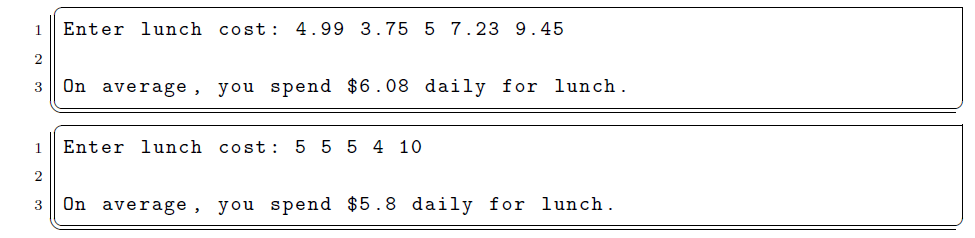 1 Enter lunch cost: 4.99 3.75 5 7.23 9.45
2
3 On average, you spend $6.08 daily for lunch.
1 Enter lunch cost: 5 5 5 4 10
2
3 On average, you spend $5.8 daily for lunch.